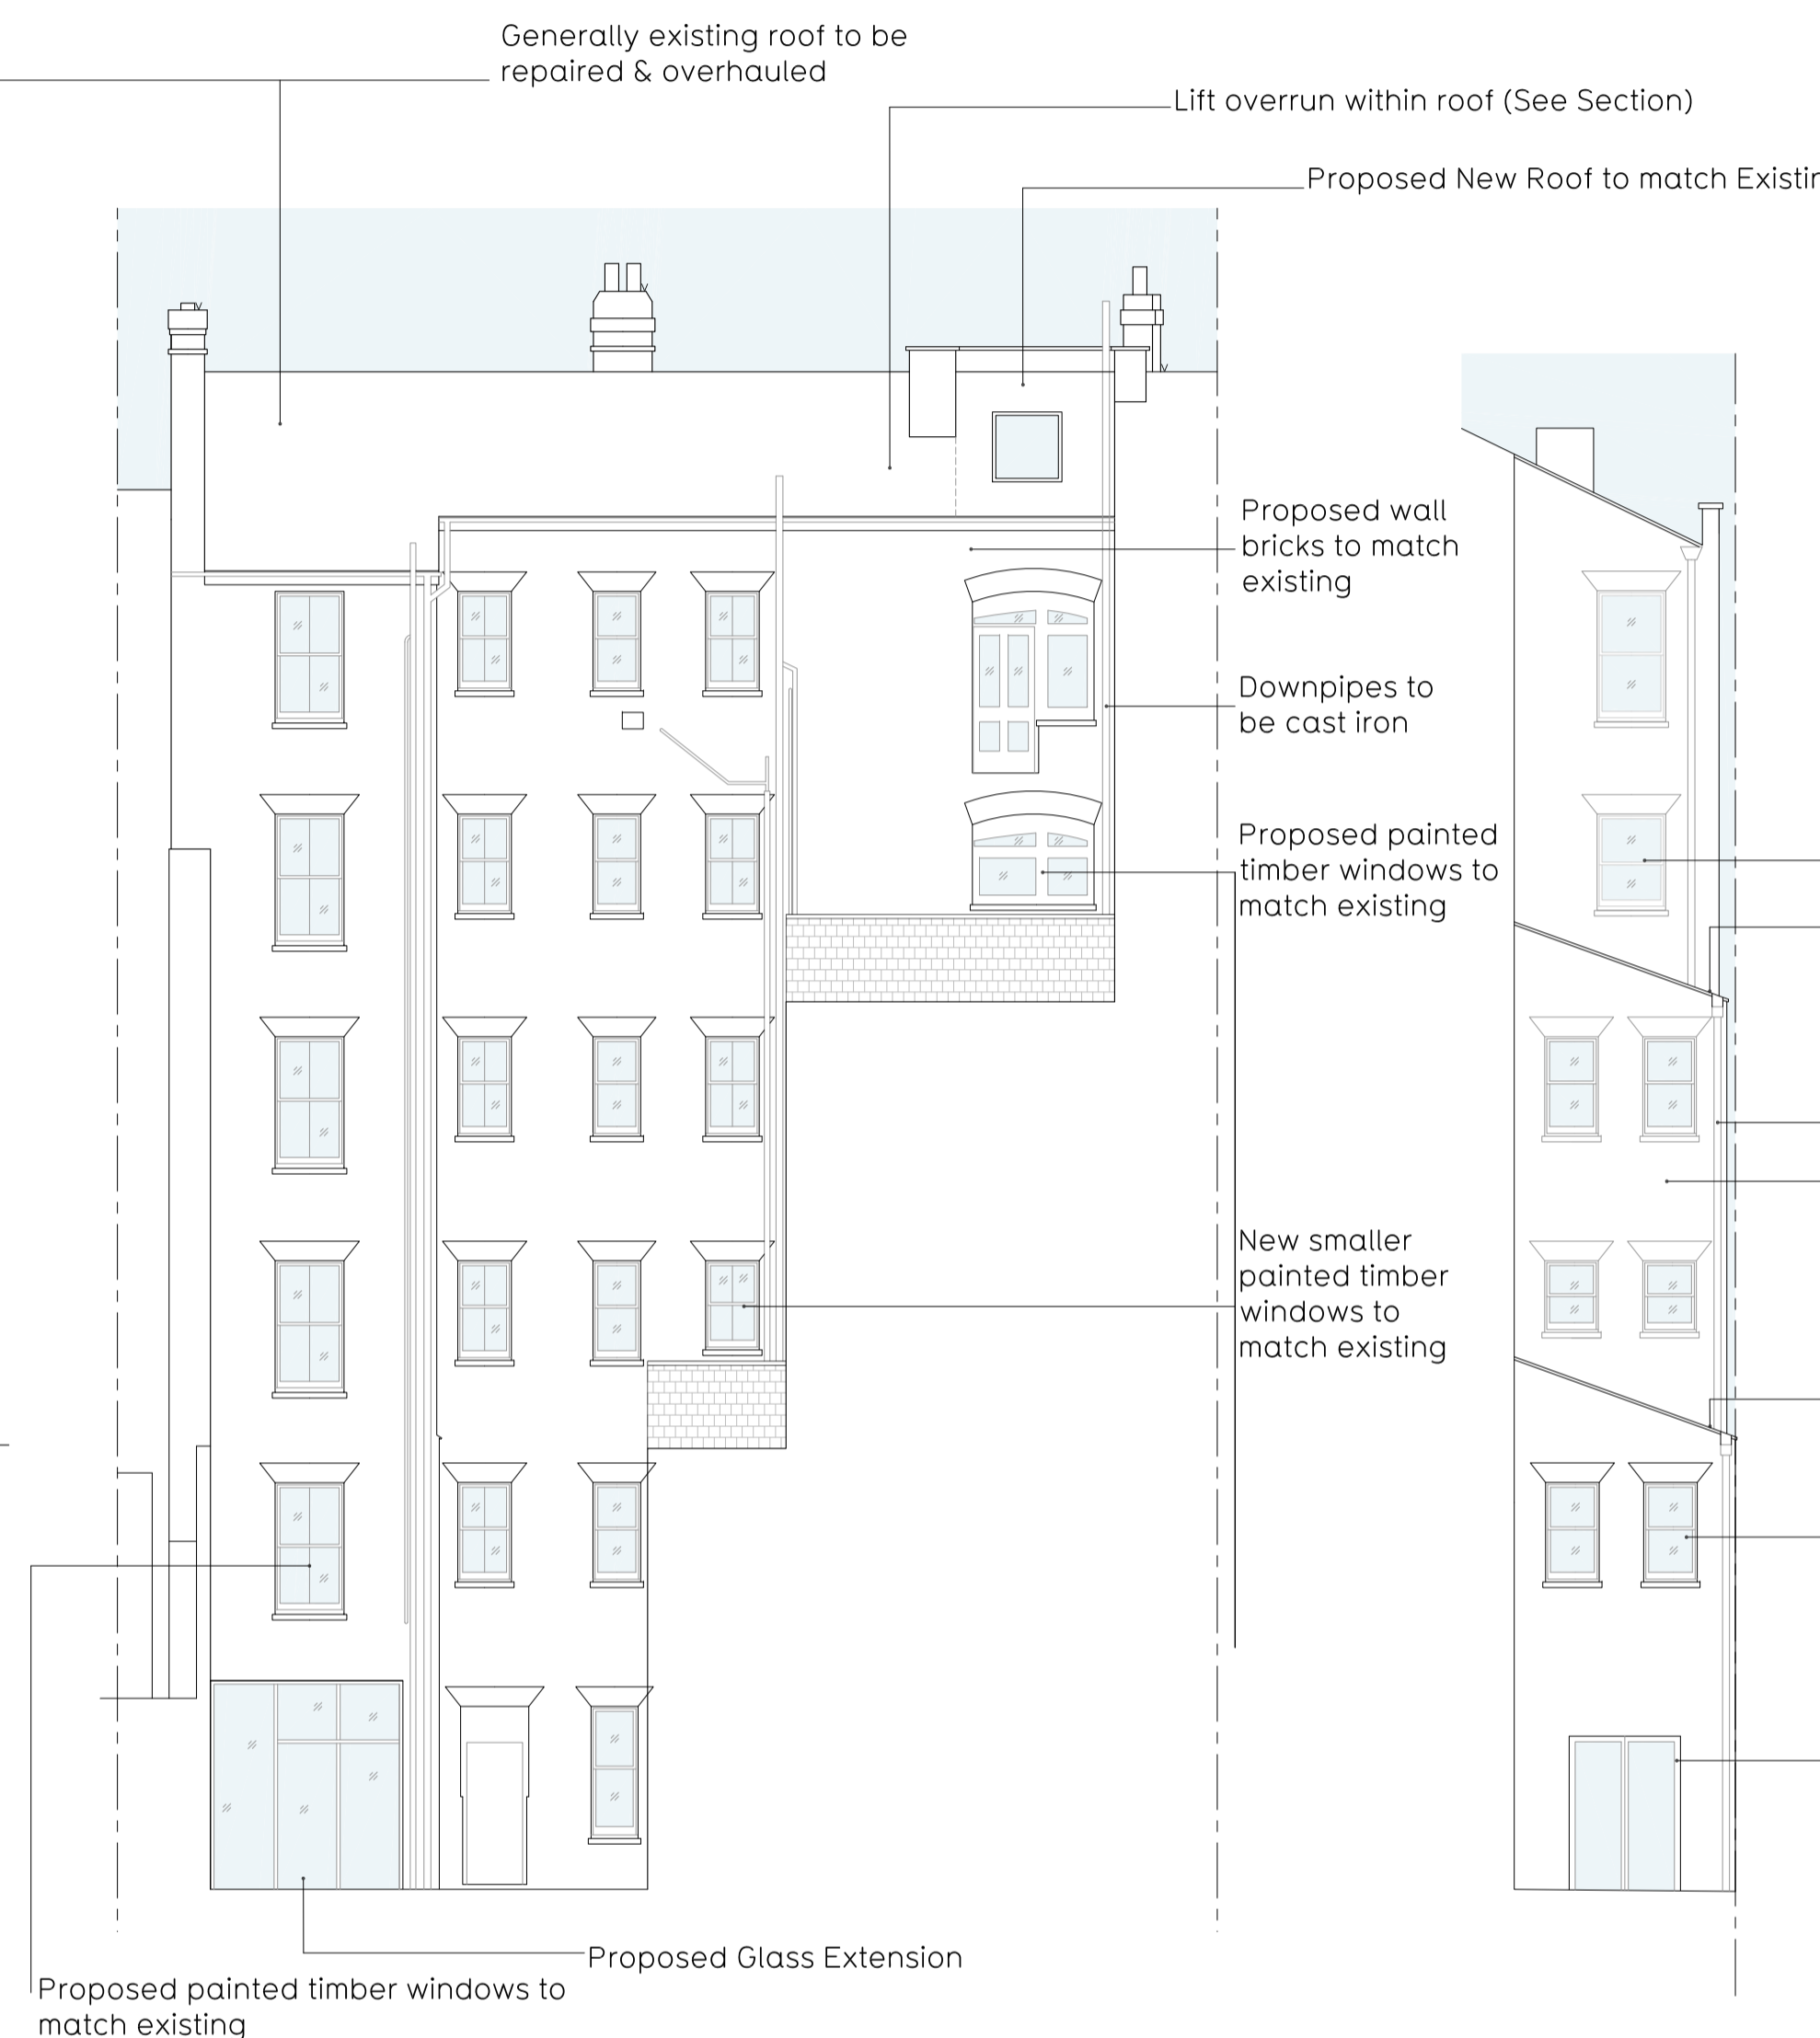 Generally existing roof to be
repaired & overhauled
Lift overrun within roof (See Section)
Proposed New Roof to match
Proposed wall
bricks to match
existing
Downpipes to
be cast iron
Proposed painted
timber windows to
match existing
New smaller
painted timber
windows to
match existing
Proposed Glass Extension
Proposed painted timber windows to
match existing